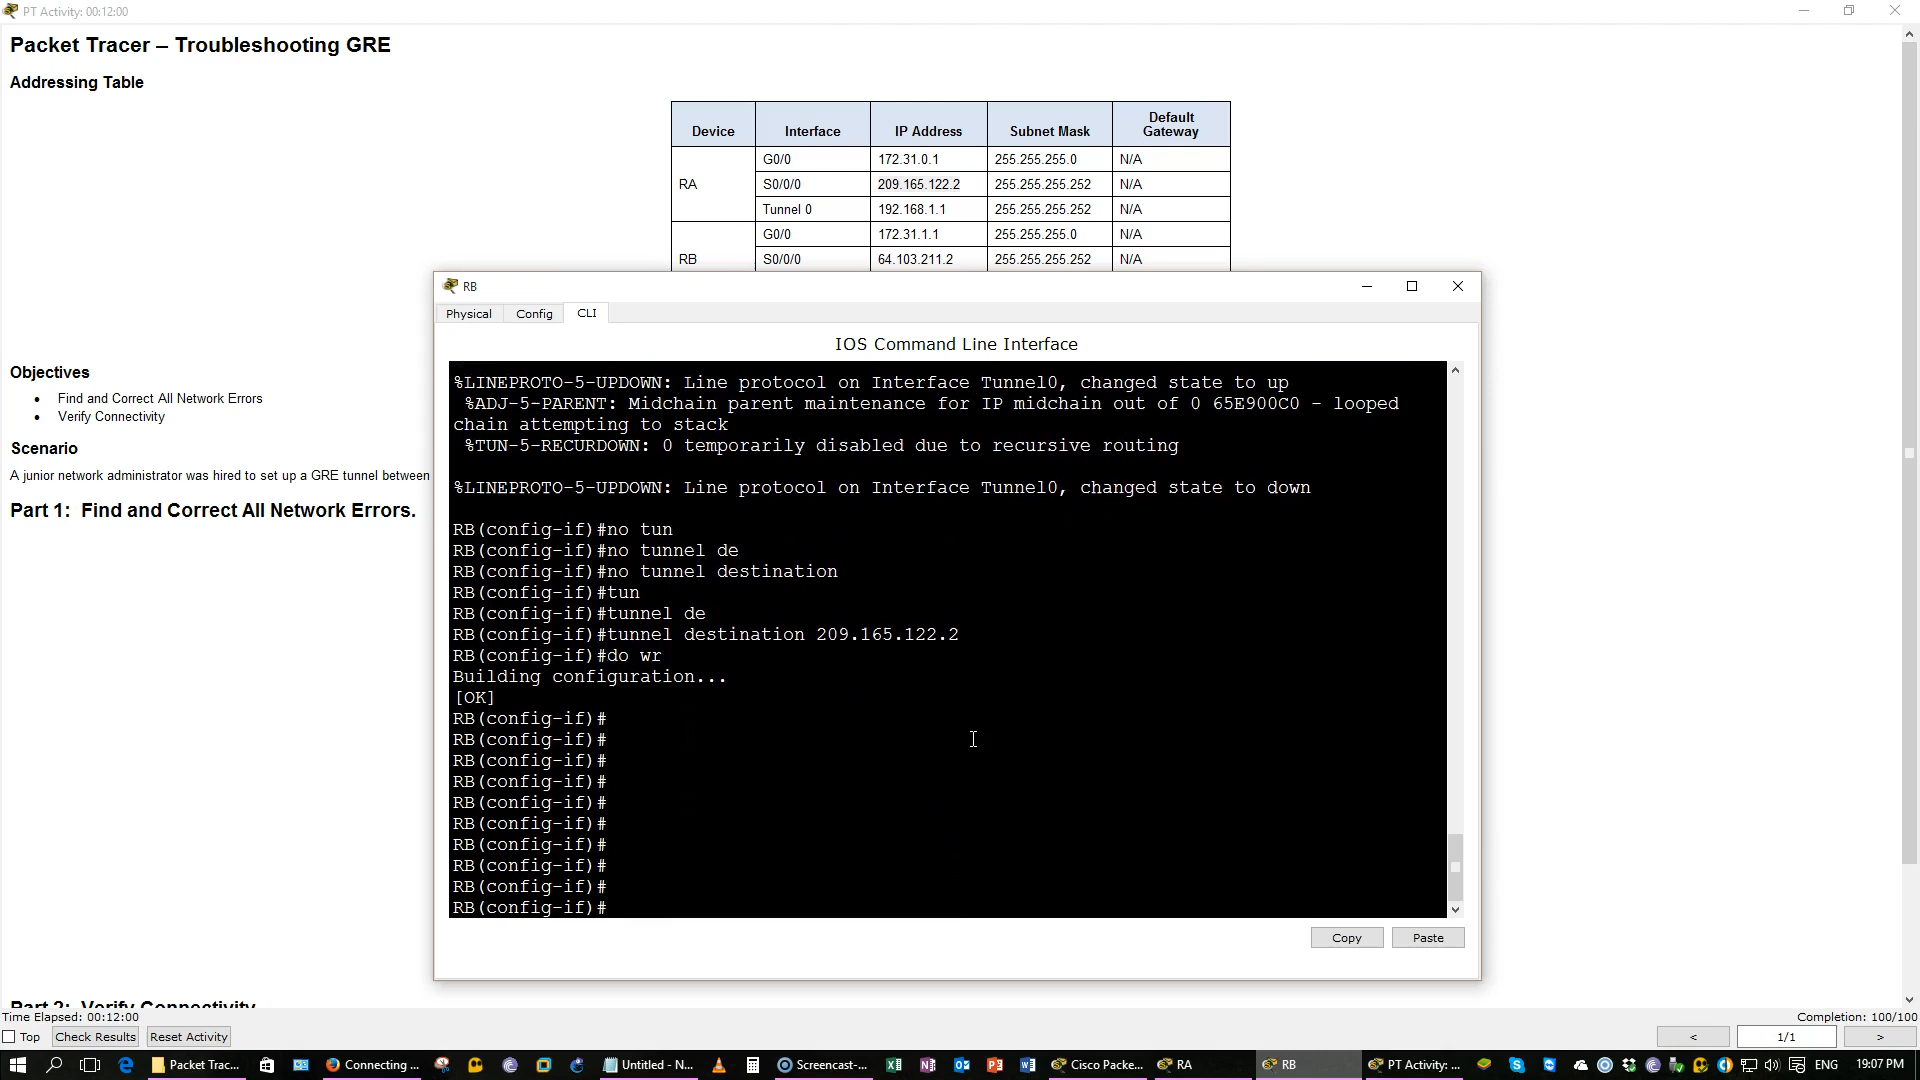 PT Activity: 00:12:00
Packet Tracer – Troubleshooting GRE
Addressing Table
Device Interface IP Address Subnet Mask Default Gateway
RA G0/0 172.31.0.1 255.255.255.0 N/A
S0/0/0 209.165.122.2 255.255.255.252 N/A
Tunnel 0 192.168.1.1 255.255.255.252 N/A
RB G0/0 172.31.1.1 255.255.255.0 N/A
S0/0/0 64.103.211.2 255.255.255.252 N/A
Objectives
• Find and Correct All Network Errors
• Verify Connectivity
Scenario
A junior network administrator was hired to set up a GRE tunnel between
Part 1: Find and Correct All Network Errors.
RB
Physical Config CLI
IOS Command Line Interface
%LINEPROTO-5-UPDOWN: Line protocol on Interface Tunnel0, changed state to up
%ADJ-5-PARENT: Midchain parent maintenance for IP midchain out of 0 65E900C0 - looped
chain attempting to stack
%TUN-5-RECURDOWN: 0 temporarily disabled due to recursive routing
%LINEPROTO-5-UPDOWN: Line protocol on Interface Tunnel0, changed state to down
RB(config-if)#no tun
RB(config-if)#no tunnel de
RB(config-if)#no tunnel destination
RB(config-if)#tun
RB(config-if)#tunnel de
RB(config-if)#tunnel destination 209.165.122.2
RB(config-if)#do wr
Building configuration...
[OK]
RB(config-if)#
RB(config-if)#
RB(config-if)#
RB(config-if)#
RB(config-if)#
RB(config-if)#
RB(config-if)#
RB(config-if)#
RB(config-if)#
RB(config-if)#
Copy Paste
Part 2: Verify Connectivity
Time Elapsed: 00:12:00
Completion: 100/100
Top Check Results Reset Activity
< 1/1 >
Packet Trac... Connecting ... Untitled - N... Screencast-... Cisco Packe... RA RB PT Activity: ... ENG 19:07 PM